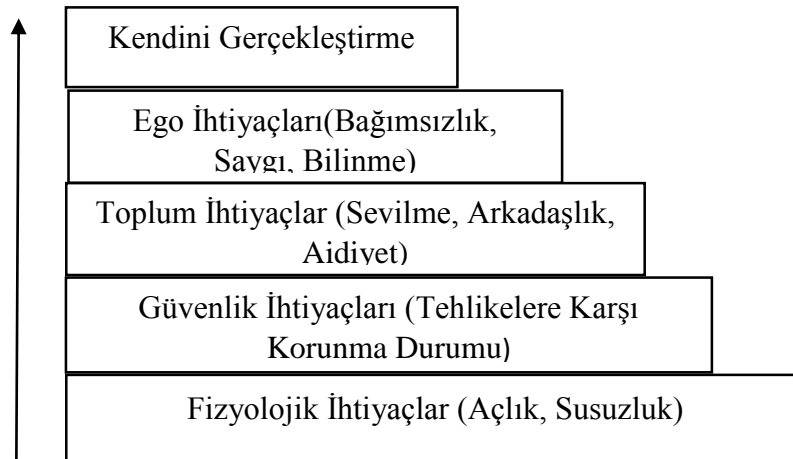 Kendini Gerçekleştirme
Ego İhtiyaçları(Bağımsızlık,
Saygı, Bilinme)
Toplum İhtiyaçlar (Sevilme, Arkadaşlık,
Aidiyet)
Güvenlik İhtiyaçları (Tehlikelere Karşı
Korunma Durumu)
Fizyolojik İhtiyaçlar (Açlık, Susuzluk)